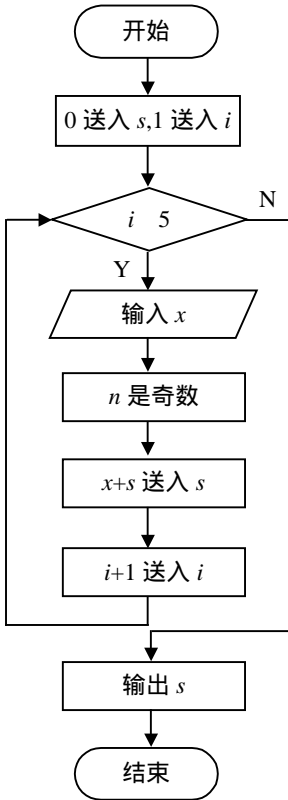 开始
0 送入 s,1 送入 i
i 5
N
Y
输入 x
n 是奇数
x+s 送入 s
i+1 送入 i
输出 s
结束